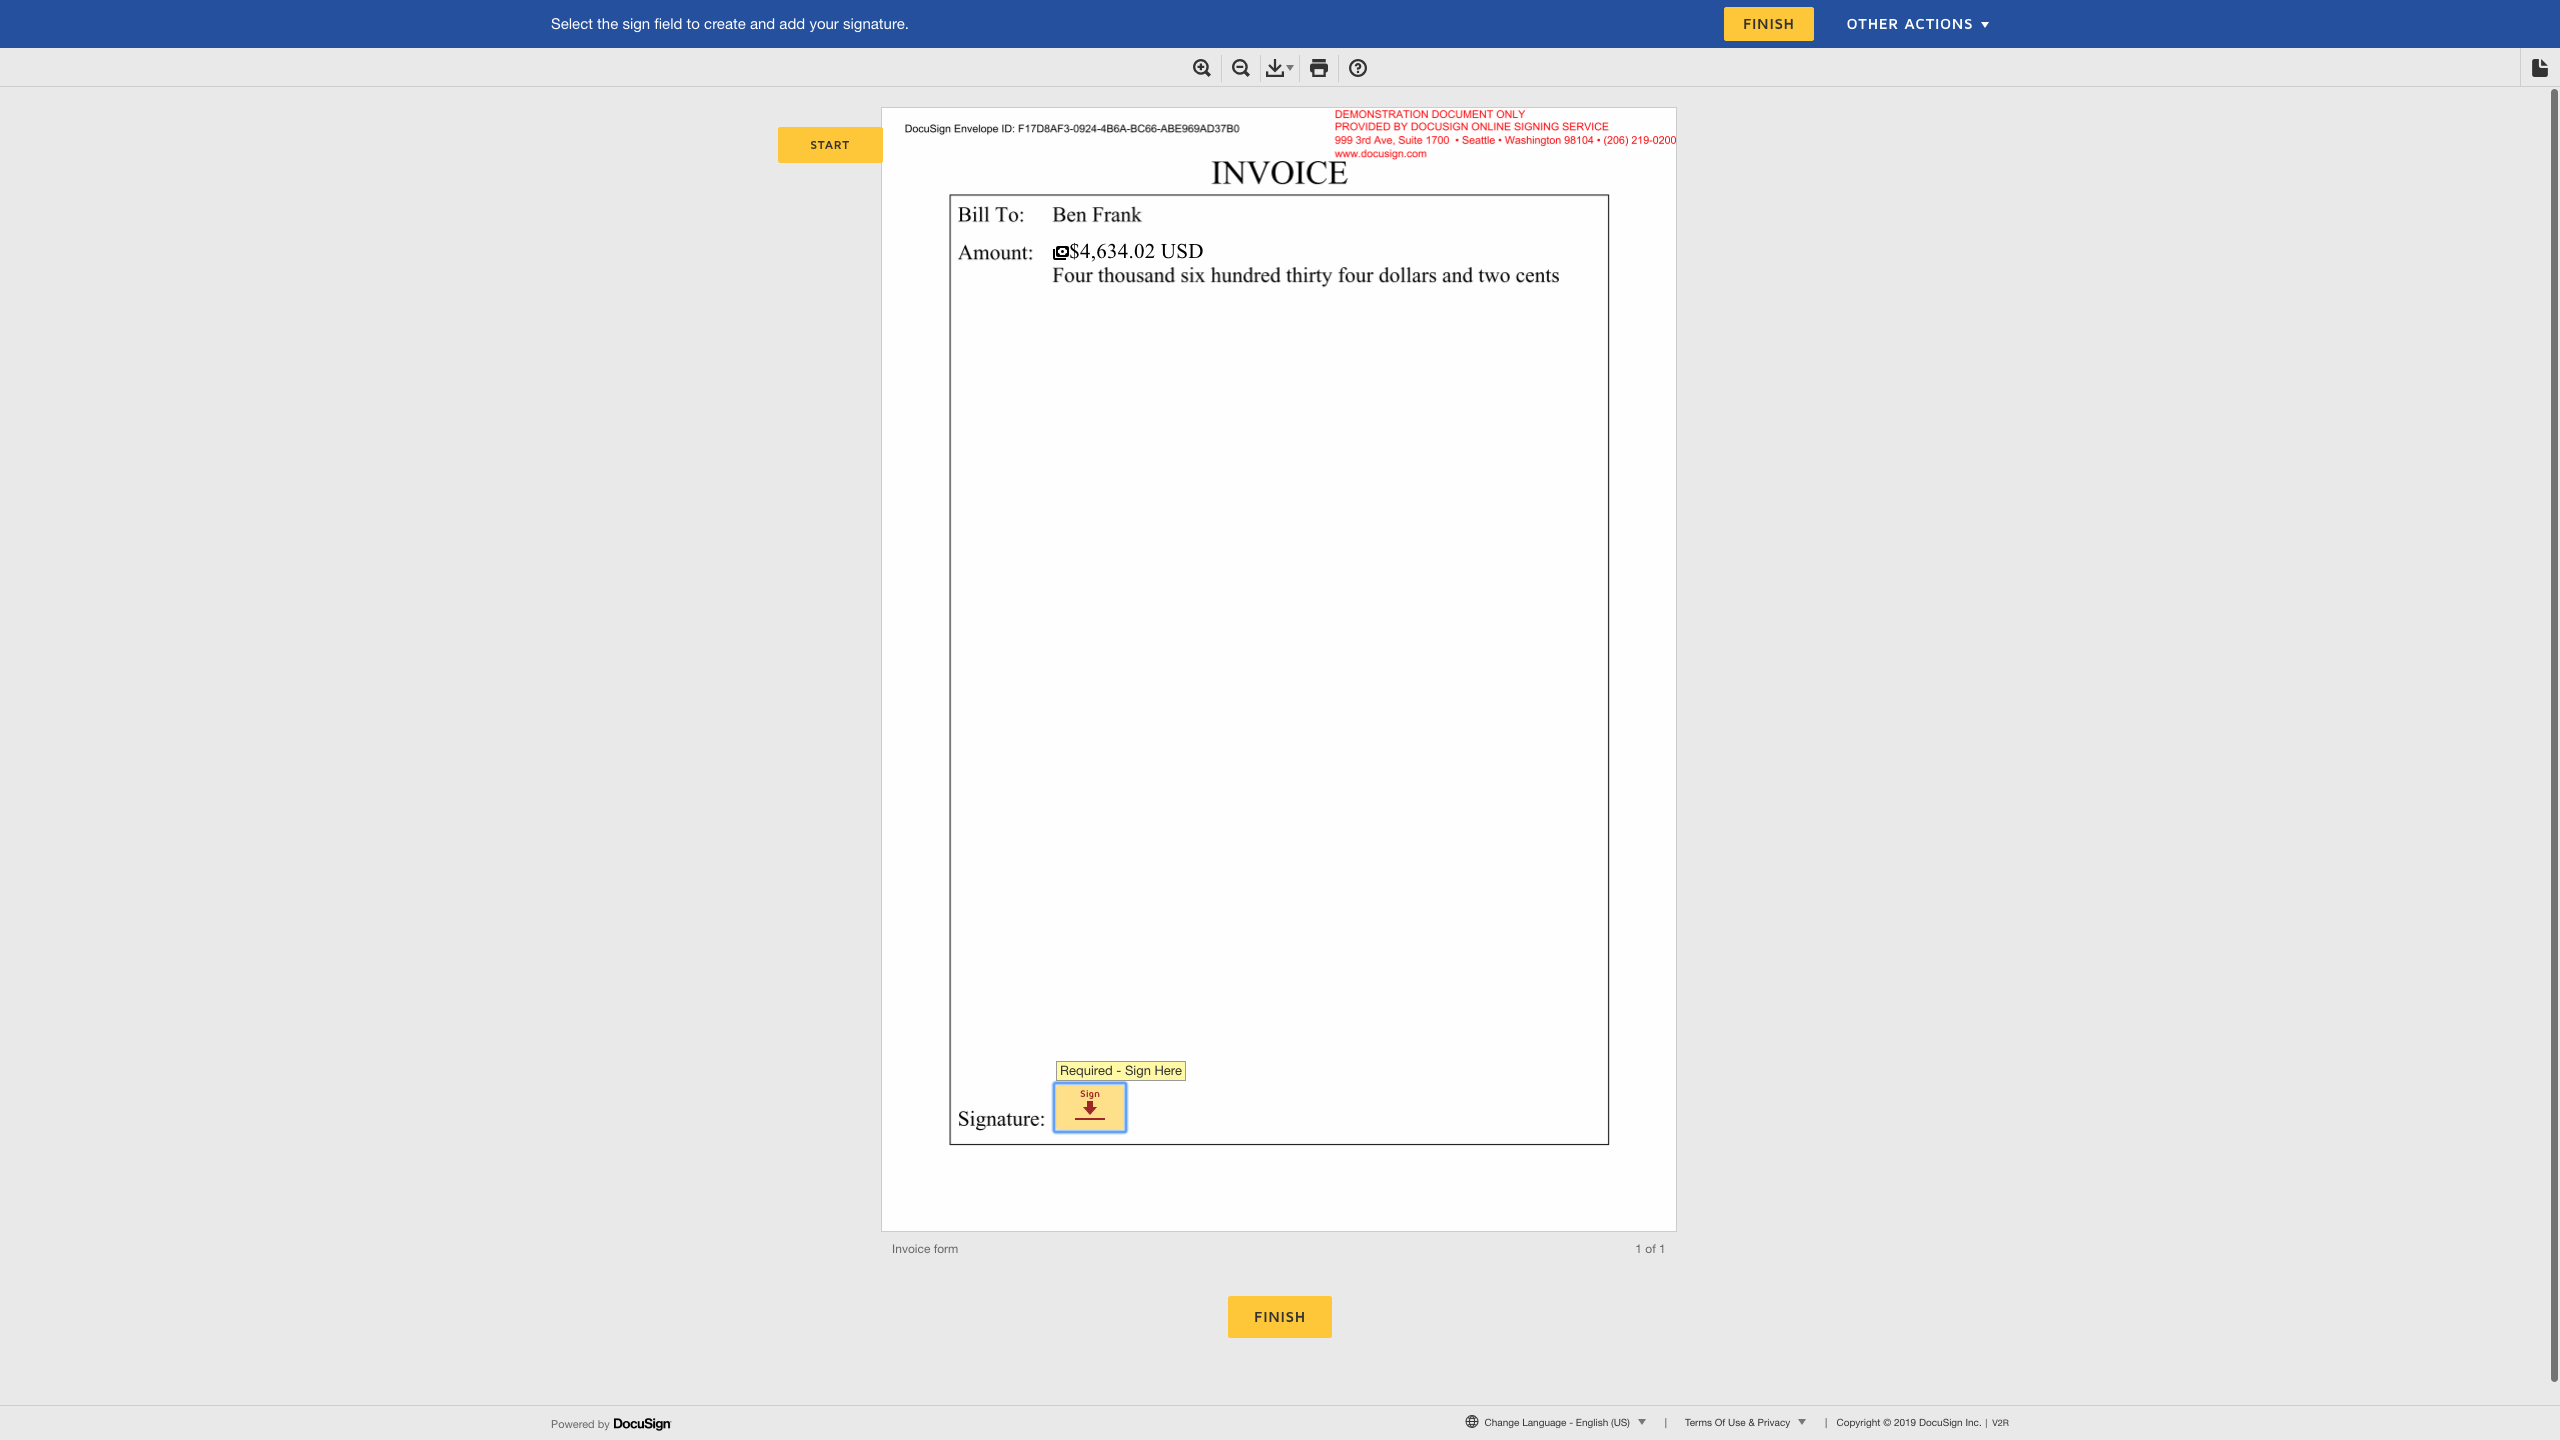 Select the sign field to create and add your signature.
FINISH
OTHER ACTIONS
START
DocuSign Envelope ID: F17D8AF3-0924-4B6A-BC66-ABE969AD37B0
DEMONSTRATION DOCUMENT ONLY
PROVIDED BY DOCUSIGN ONLINE SIGNING SERVICE
999 3rd Ave, Suite 1700 • Seattle • Washington 98104 • (206) 219-0200
www.docusign.com
INVOICE
Bill To: Ben Frank
Amount: $4,634.02 USD
Four thousand six hundred thirty four dollars and two cents
Required - Sign Here
Sign
Signature:
Invoice form 1 of 1
FINISH
Powered by DocuSign
Change Language - English (US) | Terms Of Use & Privacy | Copyright © 2019 DocuSign Inc. | V2R